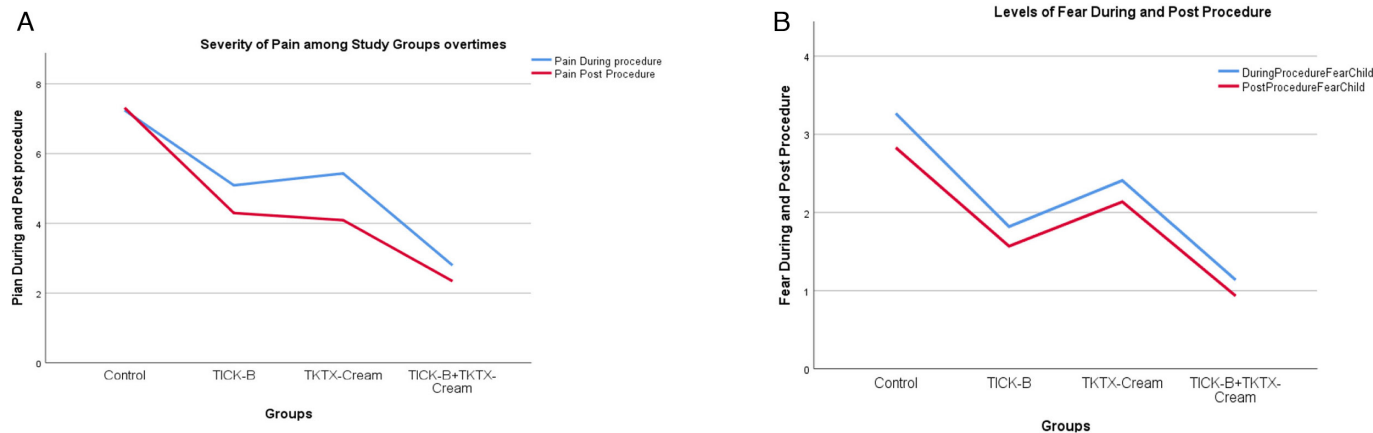 A
Severity of Pain among Study Groups overtimes
Pain During procedure
Pain Post Procedure
Plan During and Post procedure
8
6
4
2
0
Control
TICK-B
TKTX-Cream
TICK-B+TKTX-
Cream
Groups
B
Levels of Fear During and Post Procedure
DuringProcedureFearChild
PostProcedureFearChild
Fear During and Post Procedure
4
3
2
1
0
Control
TICK-B
TKTX-Cream
TICK-B+TKTX-
Cream
Groups